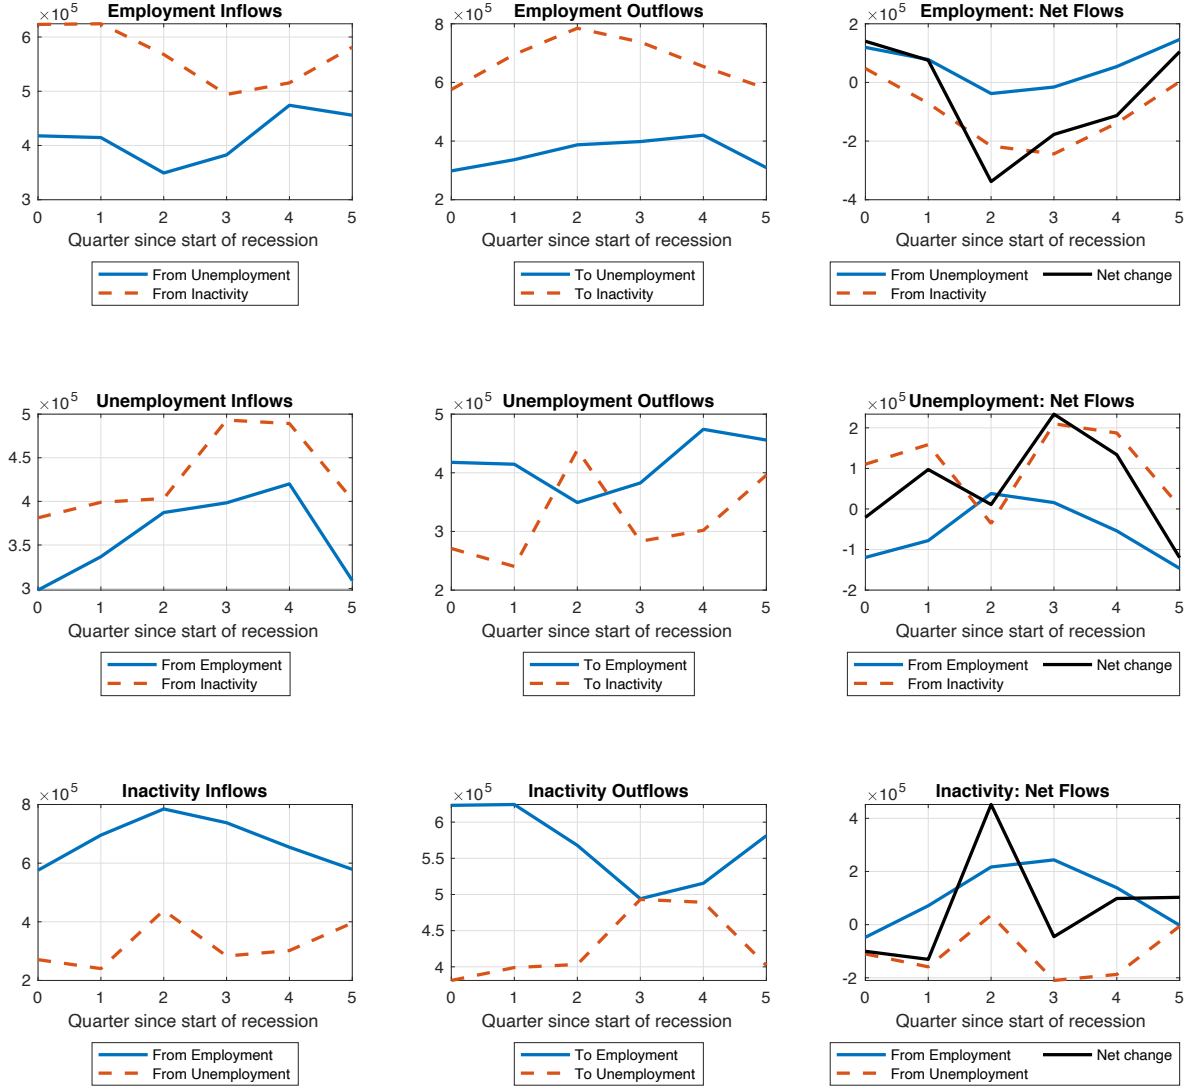 Employment Inflows
×10^5
6
5
4
3
0 1 2 3 4 5
Quarter since start of recession
From Unemployment
From Inactivity
Employment Outflows
×10^5
8
6
4
2
0 1 2 3 4 5
Quarter since start of recession
To Unemployment
To Inactivity
Employment: Net Flows
×10^5
2
0
-2
-4
0 1 2 3 4 5
Quarter since start of recession
From Unemployment
Net change
From Inactivity
Unemployment Inflows
×10^5
5
4.5
4
3.5
3
0 1 2 3 4 5
Quarter since start of recession
From Employment
From Inactivity
Unemployment Outflows
×10^5
5
4
3
2
0 1 2 3 4 5
Quarter since start of recession
To Employment
To Inactivity
Unemployment: Net Flows
×10^5
2
1
0
-1
-2
0 1 2 3 4 5
Quarter since start of recession
From Employment
Net change
From Inactivity
Inactivity Inflows
×10^5
8
6
4
2
0 1 2 3 4 5
Quarter since start of recession
From Employment
From Unemployment
Inactivity Outflows
×10^5
6
5.5
5
4.5
4
0 1 2 3 4 5
Quarter since start of recession
To Employment
To Unemployment
Inactivity: Net Flows
×10^5
4
2
0
-2
0 1 2 3 4 5
Quarter since start of recession
From Employment
Net change
From Unemployment